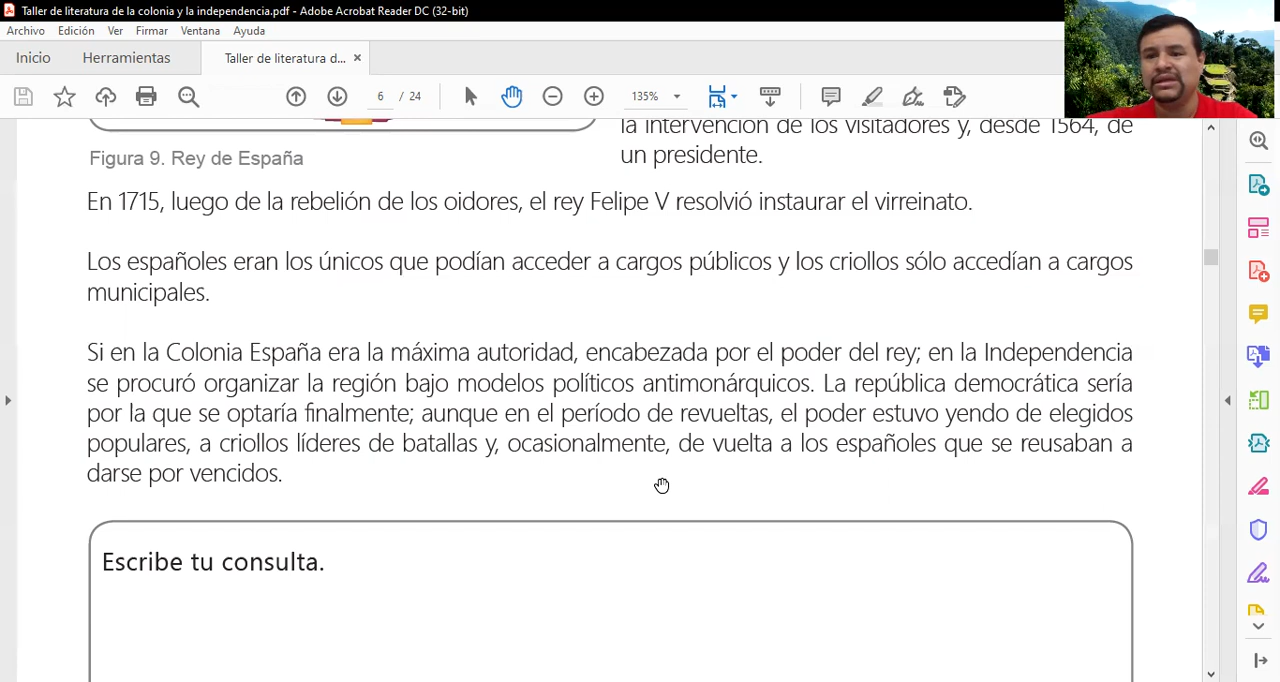 Taller de literatura de la colonia y la independencia.pdf - Adobe Acrobat Reader DC (32-bit)
Archivo Edición Ver Firmar Ventana Ayuda
Inicio Herramientas Taller de literatura d... ×
6 / 24 135%
la intervención de los visitadores y, desde 1564, de
un presidente.
Figura 9. Rey de España
En 1715, luego de la rebelión de los oidores, el rey Felipe V resolvió instaurar el virreinato.
Los españoles eran los únicos que podían acceder a cargos públicos y los criollos sólo accedían a cargos
municipales.
Si en la Colonia España era la máxima autoridad, encabezada por el poder del rey; en la Independencia
se procuró organizar la región bajo modelos políticos antimonárquicos. La república democrática sería
por la que se optaría finalmente; aunque en el período de revueltas, el poder estuvo yendo de elegidos
populares, a criollos líderes de batallas y, ocasionalmente, de vuelta a los españoles que se reusaban a
darse por vencidos.
Escribe tu consulta.